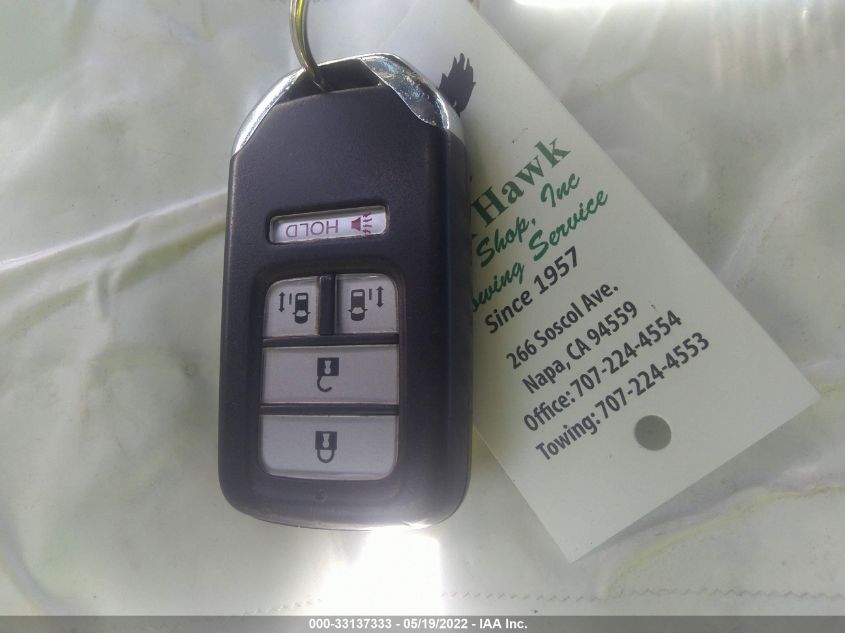 HOLD
Hawk
Shop, Inc
Towing Service
Since 1957
266 Soscol Ave.
Napa, CA 94559
Office: 707-224-4554
Towing: 707-224-4553
000-33137333 - 05/19/2022 - IAA Inc.